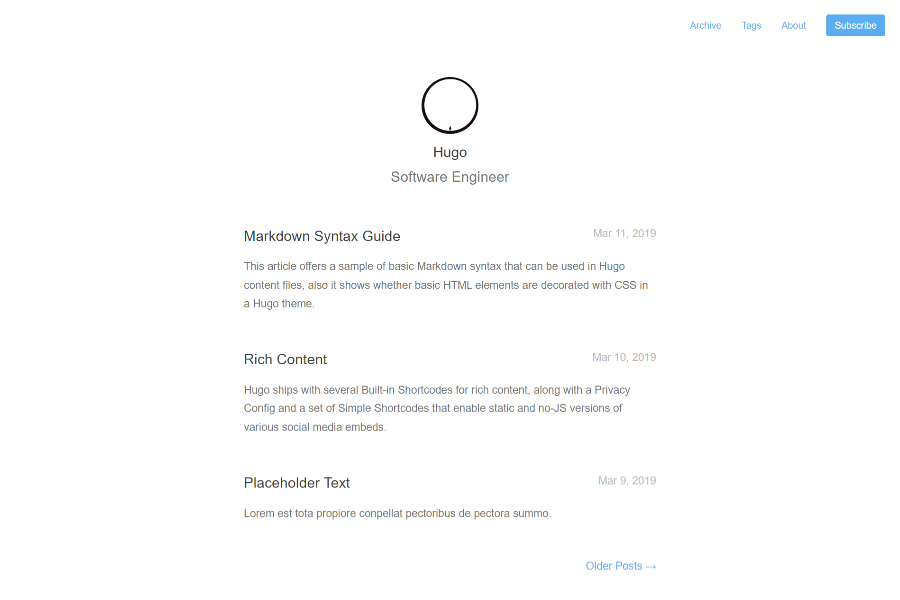 Archive Tags About Subscribe
Hugo
Software Engineer
Markdown Syntax Guide Mar 11, 2019
This article offers a sample of basic Markdown syntax that can be used in Hugo
content files, also it shows whether basic HTML elements are decorated with CSS in
a Hugo theme.
Rich Content Mar 10, 2019
Hugo ships with several Built-in Shortcodes for rich content, along with a Privacy
Config and a set of Simple Shortcodes that enable static and no-JS versions of
various social media embeds.
Placeholder Text Mar 9, 2019
Lorem est tota propiore conpellat pectoribus de pectora summo.
Older Posts →